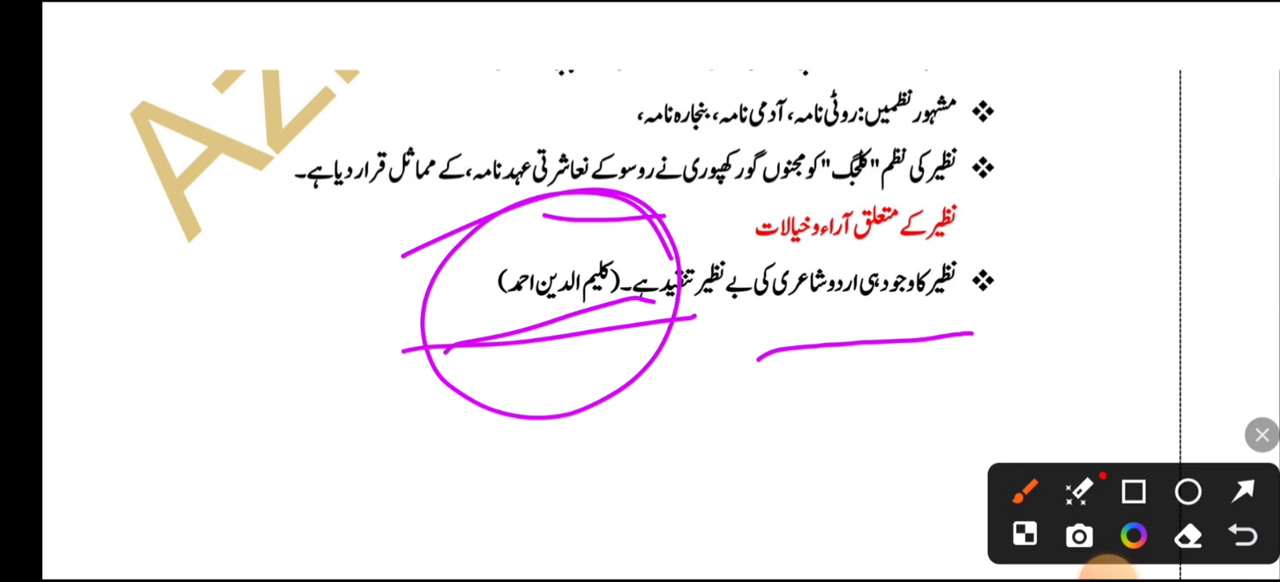 ❖ مشہور نظمیں: روٹی نامہ، آدمی نامہ، بنجارہ نامہ،
❖ نظیر کی نظم "کلجگ" کو مجنوں گورکھپوری نے روسو کے نعاشرتی عہد نامہ، کے مماثل قرار دیا ہے۔
نظیر کے متعلق آراء و خیالات
❖ نظیر کا وجود ہی اردو شاعری کی بے نظیر تنقید ہے۔ (کلیم الدین احمد)